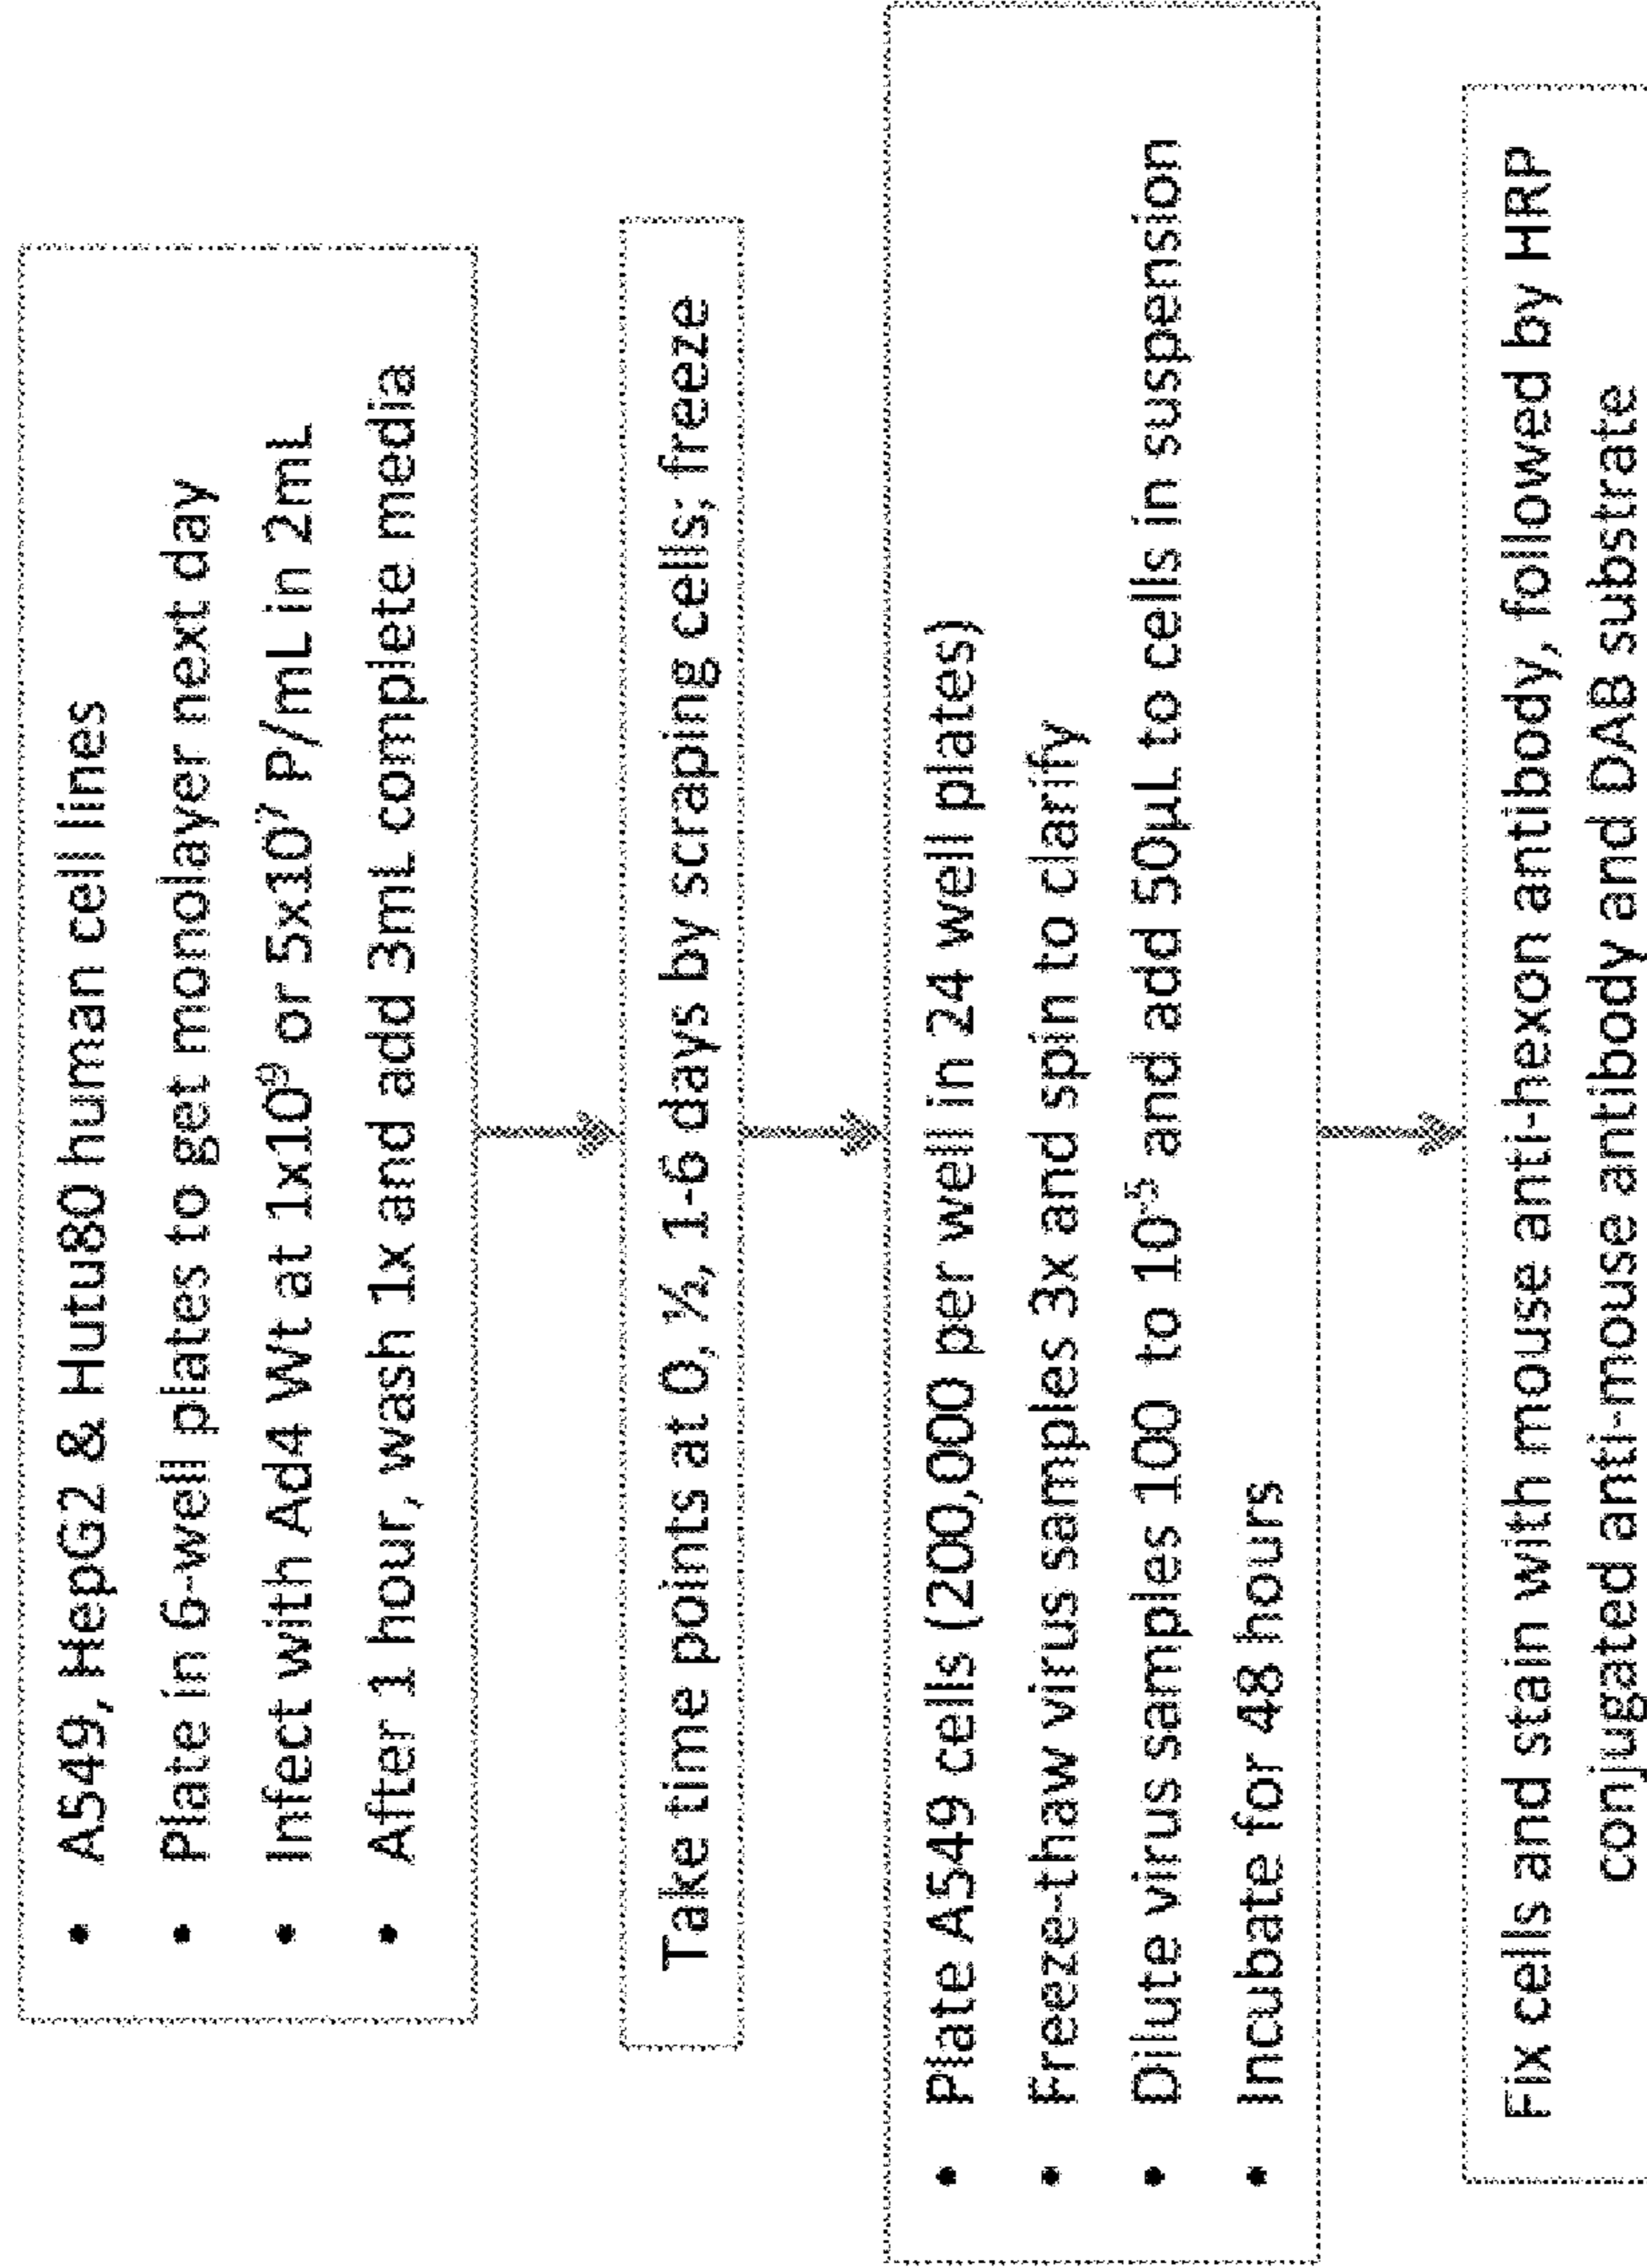 • A549, HepG2 & Hutu80 human cell lines
• Plate in 6-well plates to get monolayer next day
• Infect with Ad4 Wt at 1x10⁹ or 5x10⁷ P/mL in 2mL
• After 1 hour, wash 1x and add 3mL complete media
Take time points at 0, ½, 1-6 days by scraping cells; freeze
• Plate A549 cells (200,000 per well in 24 well plates)
• Freeze-thaw virus samples 3x and spin to clarify
• Dilute virus samples 100 to 10⁻⁵ and add 50µL to cells in suspension
• Incubate for 48 hours
Fix cells and stain with mouse anti-hexon antibody, followed by HRP
conjugated anti-mouse antibody and DAB substrate